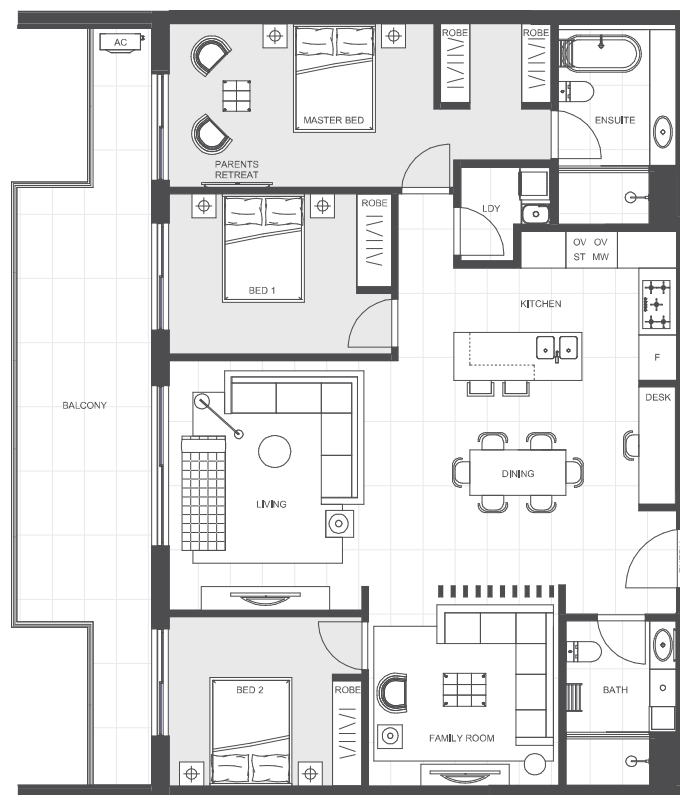 AC
ROBE
ROBE
MASTER BED
ENSUITE
PARENTS
RETREAT
ROBE
LDY
BED 1
OV OV
ST MW
KITCHEN
F
DESK
BALCONY
DINING
LIVING
BED 2
ROBE
BATH
FAMILY ROOM